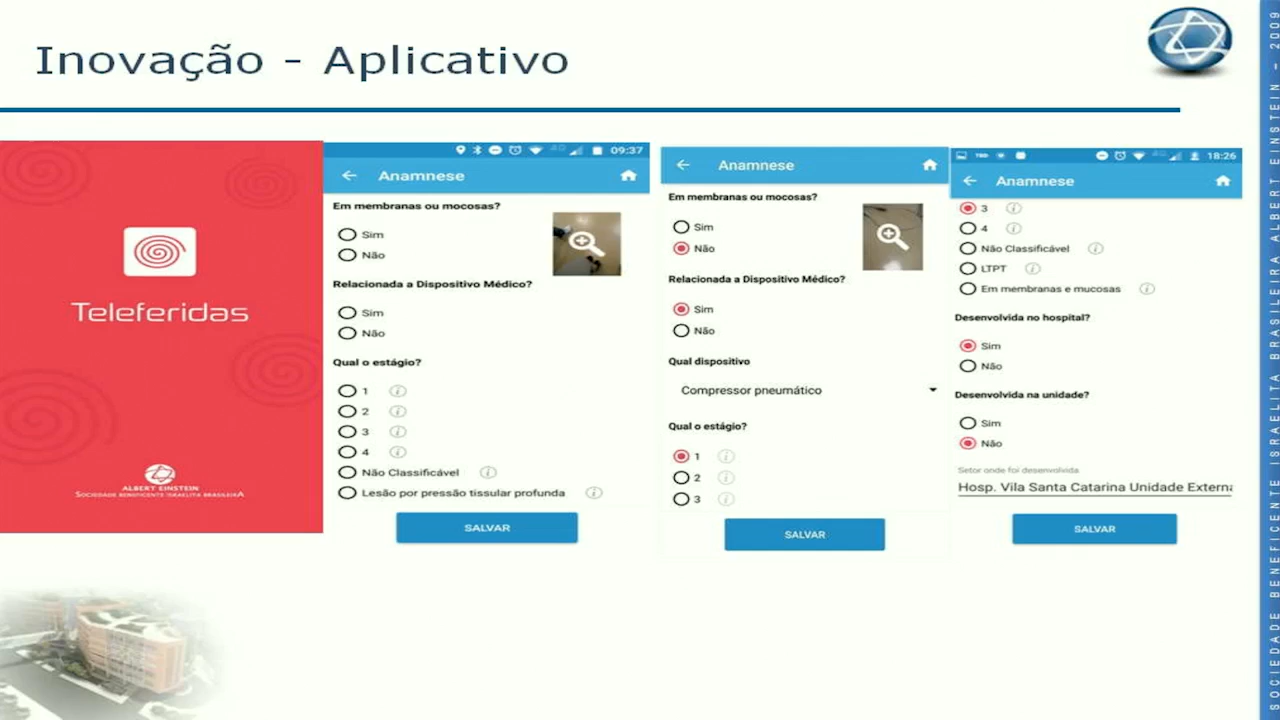 Inovação - Aplicativo
Teleferidas
ALBERT EINSTEIN
SOCIEDADE BENEFICENTE ISRAELITA BRASILEIRA
09:37
Anamnese
Em membranas ou mocosas?
Sim
Não
Relacionada a Dispositivo Médico?
Sim
Não
Qual o estágio?
1
2
3
4
Não Classificável
Lesão por pressão tissular profunda
SALVAR
Anamnese
Em membranas ou mocosas?
Sim
Não
Relacionada a Dispositivo Médico?
Sim
Não
Qual dispositivo
Compressor pneumático
Qual o estágio?
1
2
3
SALVAR
18:26
Anamnese
3
4
Não Classificável
LTPT
Em membranas e mucosas
Desenvolvida no hospital?
Sim
Não
Desenvolvida na unidade?
Sim
Não
Setor onde foi desenvolvida
Hosp. Vila Santa Catarina Unidade Externa
SALVAR
SOCIEDADE BENEFICENTE ISRAELITA BRASILEIRA ALBERT EINSTEIN - 2009